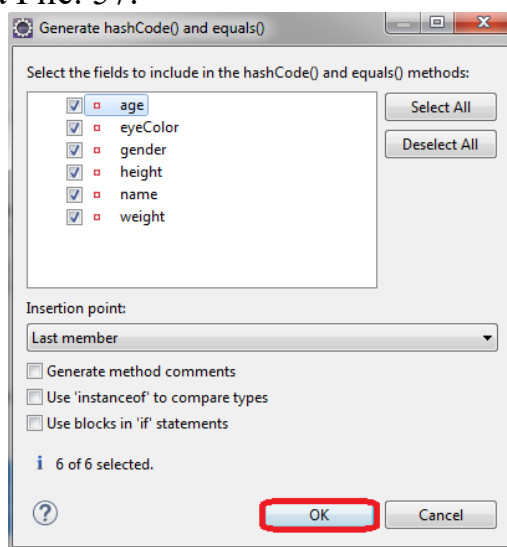 Generate hashCode() and equals()
Select the fields to include in the hashCode() and equals() methods:
age
eyeColor
gender
height
name
weight
Select All
Deselect All
Insertion point:
Last member
Generate method comments
Use 'instanceof' to compare types
Use blocks in 'if' statements
i 6 of 6 selected.
? OK Cancel